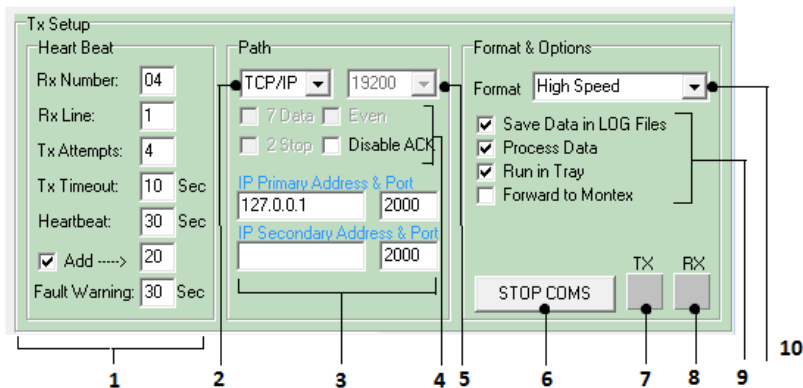 Tx Setup
Heart Beat
Rx Number: 04
Rx Line: 1
Tx Attempts: 4
Tx Timeout: 10 Sec
Heartbeat: 30 Sec
Add ----> 20
Fault Warning: 30 Sec
Path
TCP/IP 19200
7 Data Even
2 Stop Disable ACK
IP Primary Address & Port
127.0.0.1 2000
IP Secondary Address & Port
2000
Format & Options
Format High Speed
Save Data in LOG Files
Process Data
Run in Tray
Forward to Montex
TX RX
STOP COMS
1 2 3 4 5 6 7 8 9 10